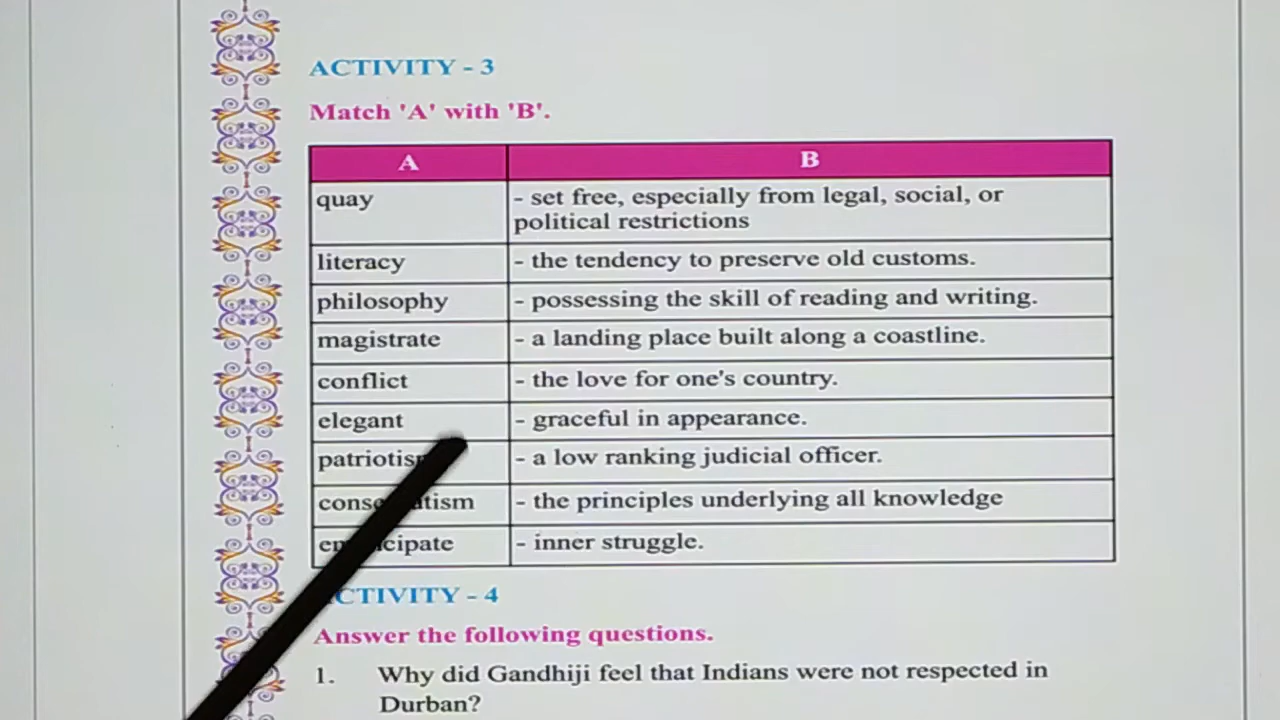 ACTIVITY - 3
Match 'A' with 'B'.
A B
quay - set free, especially from legal, social, or
political restrictions
literacy - the tendency to preserve old customs.
philosophy - possessing the skill of reading and writing.
magistrate - a landing place built along a coastline.
conflict - the love for one's country.
elegant - graceful in appearance.
- a low ranking judicial officer.
- the principles underlying all knowledge
- inner struggle.
ACTIVITY - 4
Answer the following questions.
1. Why did Gandhiji feel that Indians were not respected in
Durban?